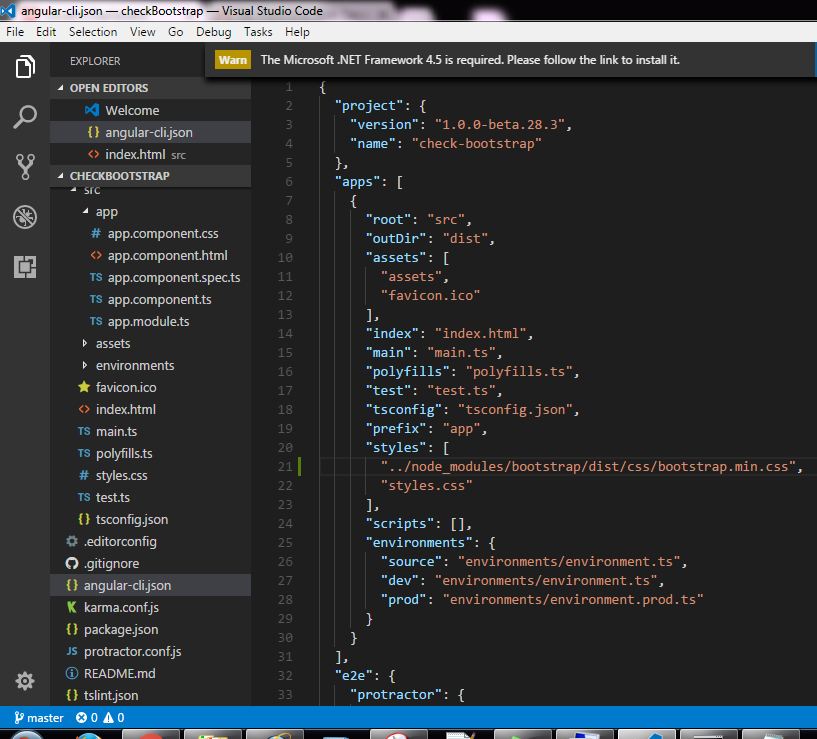 angular-cli.json — checkBootstrap — Visual Studio Code
File Edit Selection View Go Debug Tasks Help
EXPLORER
Warn The Microsoft .NET Framework 4.5 is required. Please follow the link to install it.
OPEN EDITORS
Welcome
{} angular-cli.json
<> index.html src
CHECKBOOTSTRAP
src
app
# app.component.css
<> app.component.html
TS app.component.spec.ts
TS app.component.ts
TS app.module.ts
assets
environments
favicon.ico
<> index.html
TS main.ts
TS polyfills.ts
# styles.css
TS test.ts
{} tsconfig.json
.editorconfig
.gitignore
{} angular-cli.json
K karma.conf.js
{} package.json
JS protractor.conf.js
README.md
{} tslint.json
1 {
2 "project": {
3 "version": "1.0.0-beta.28.3",
4 "name": "check-bootstrap"
5 },
6 "apps": [
7 {
8 "root": "src",
9 "outDir": "dist",
10 "assets": [
11 "assets",
12 "favicon.ico"
13 ],
14 "index": "index.html",
15 "main": "main.ts",
16 "polyfills": "polyfills.ts",
17 "test": "test.ts",
18 "tsconfig": "tsconfig.json",
19 "prefix": "app",
20 "styles": [
21 "../node_modules/bootstrap/dist/css/bootstrap.min.css",
22 "styles.css"
23 ],
24 "scripts": [],
25 "environments": {
26 "source": "environments/environment.ts",
27 "dev": "environments/environment.ts",
28 "prod": "environments/environment.prod.ts"
29 }
30 }
31 ],
32 "e2e": {
33 "protractor": {
master 0 0